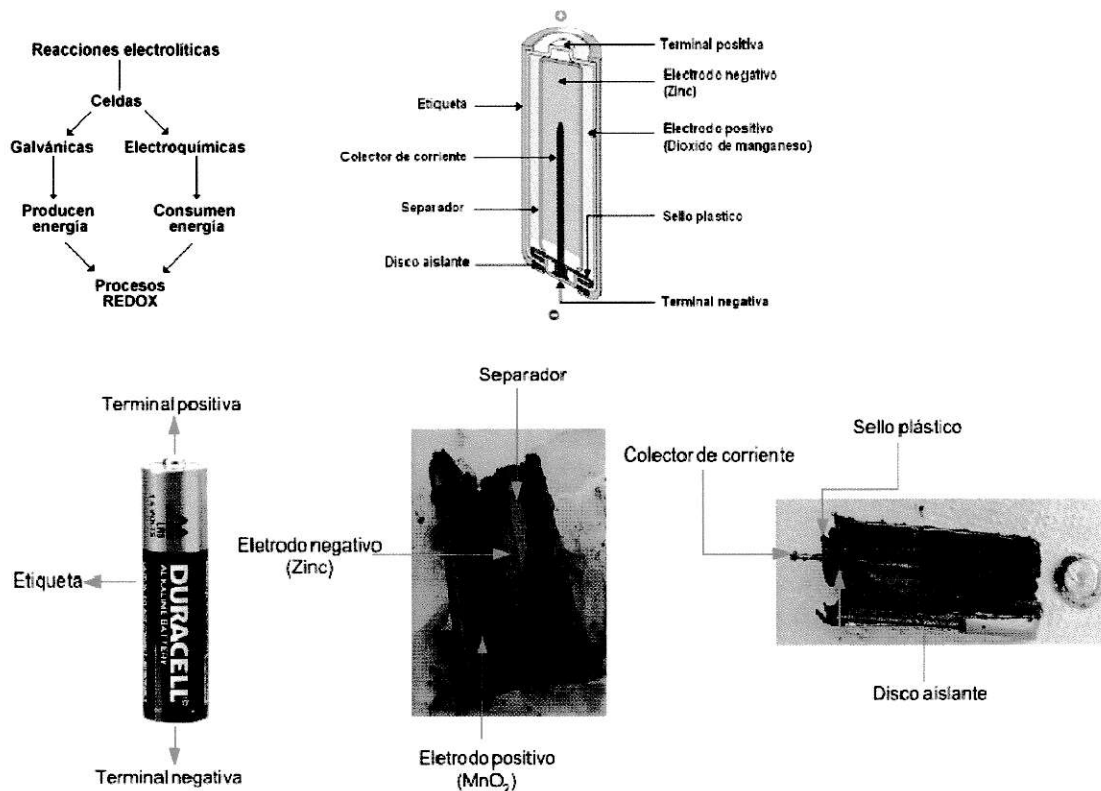 Reacciones electrolíticas
Celdas
Galvánicas
Electroquímicas
Producen
energía
Consumen
energía
Procesos
REDOX
Terminal positiva
Electrodo negativo
(Zinc)
Etiqueta
Electrodo positivo
(Dioxido de manganeso)
Colector de corriente
Separador
Sello plastico
Disco aislante
Terminal negativa
Terminal positiva
Etiqueta
DURACELL
ALKALINE BATTERY
AA
Terminal negativa
Separador
Eletrodo negativo
(Zinc)
Eletrodo positivo
(MnO₂)
Sello plástico
Colector de corriente
Disco aislante